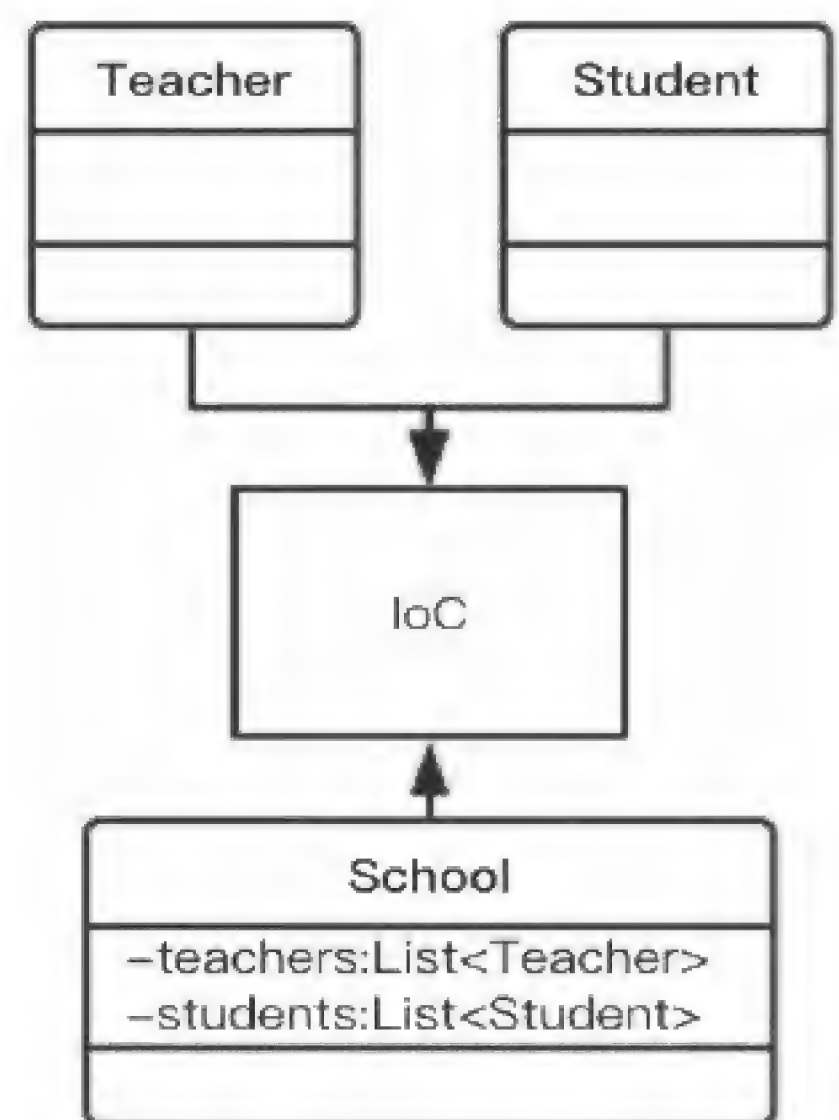 Teacher
Student
IoC
School
–teachers:List<Teacher>
–students:List<Student>